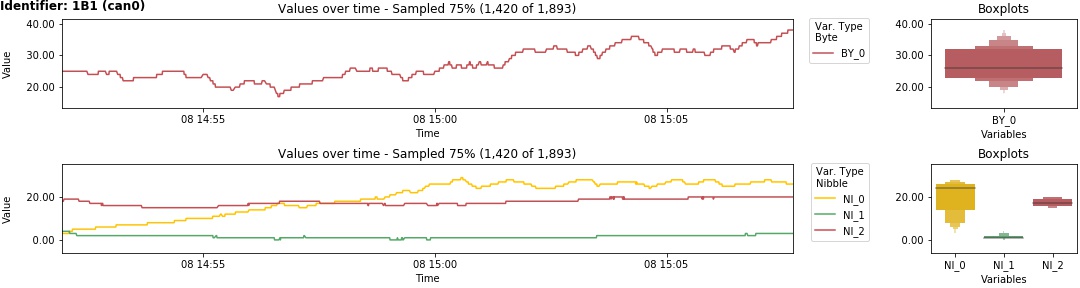 Identifier: 1B1 (can0)
Values over time - Sampled 75% (1,420 of 1,893)
Boxplots
40.00
30.00
20.00
Value
08 14:55
08 15:00
08 15:05
Time
Var. Type
Byte
BY_0
40.00
30.00
20.00
BY_0
Variables
Values over time - Sampled 75% (1,420 of 1,893)
Boxplots
20.00
0.00
Value
08 14:55
08 15:00
08 15:05
Time
Var. Type
Nibble
NI_0
NI_1
NI_2
20.00
0.00
NI_0
NI_1
NI_2
Variables